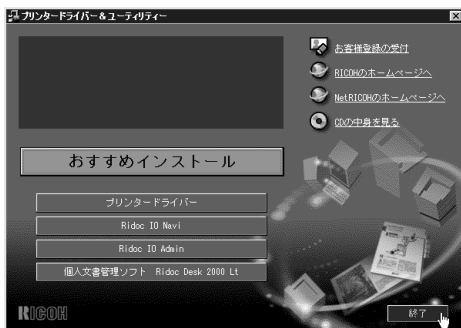 プリンタードライバー&ユーティリティー
お客様登録の受付
RICOHのホームページへ
NetRICOHのホームページへ
CDの中身を見る
おすすめインストール
プリンタードライバー
Ridoc IO Navi
Ridoc IO Admin
個人文書管理ソフト Ridoc Desk 2000 Lt
RICOH
終了